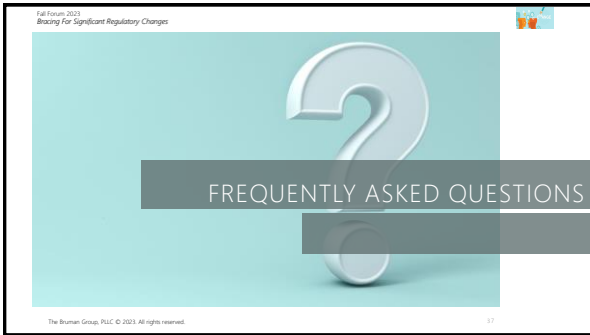 Fall Forum 2023
Bracing For Significant Regulatory Changes
FREQUENTLY ASKED QUESTIONS
The Bruman Group, PLLC © 2023. All rights reserved.